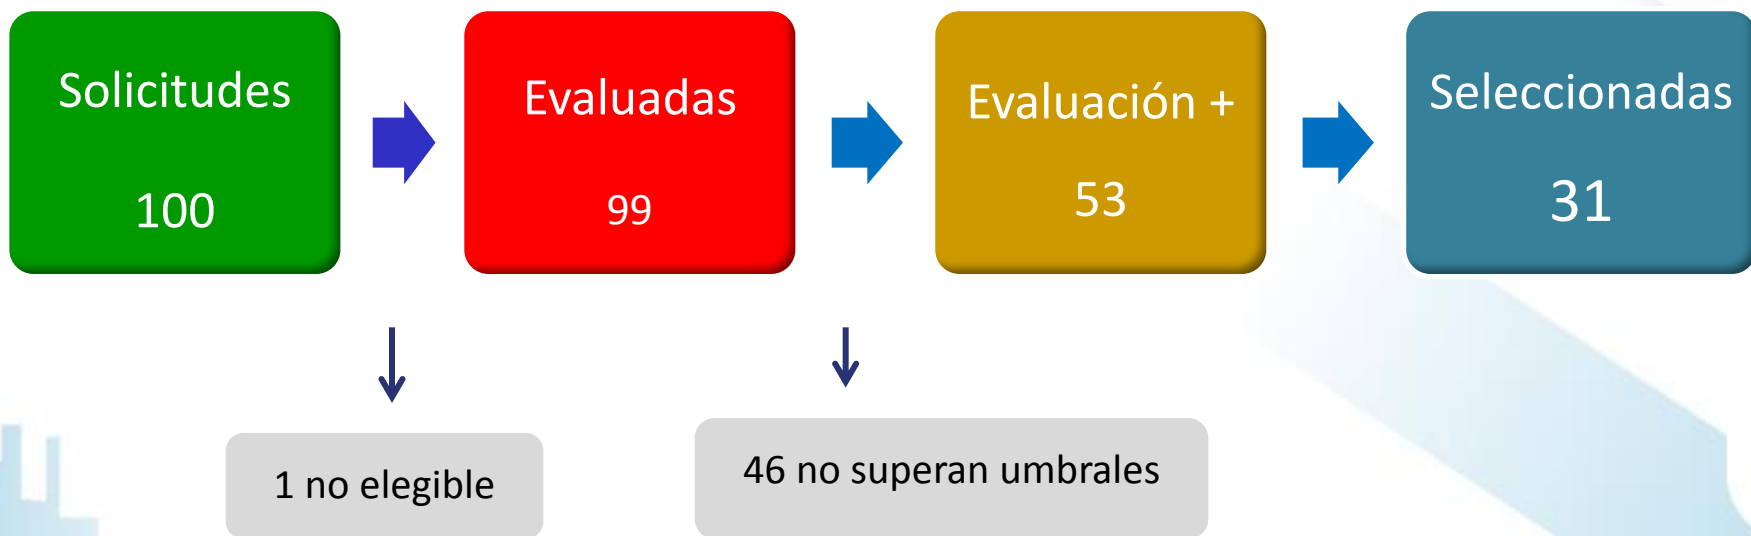 Solicitudes
100
Evaluadas
99
Evaluación +
53
Seleccionadas
31
1 no elegible
46 no superan umbrales